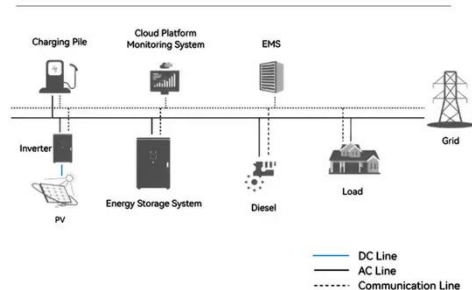 Charging Pile
Cloud Platform
Monitoring System
EMS
Grid
Inverter
PV
Energy Storage System
Diesel
Load
DC Line
AC Line
Communication Line